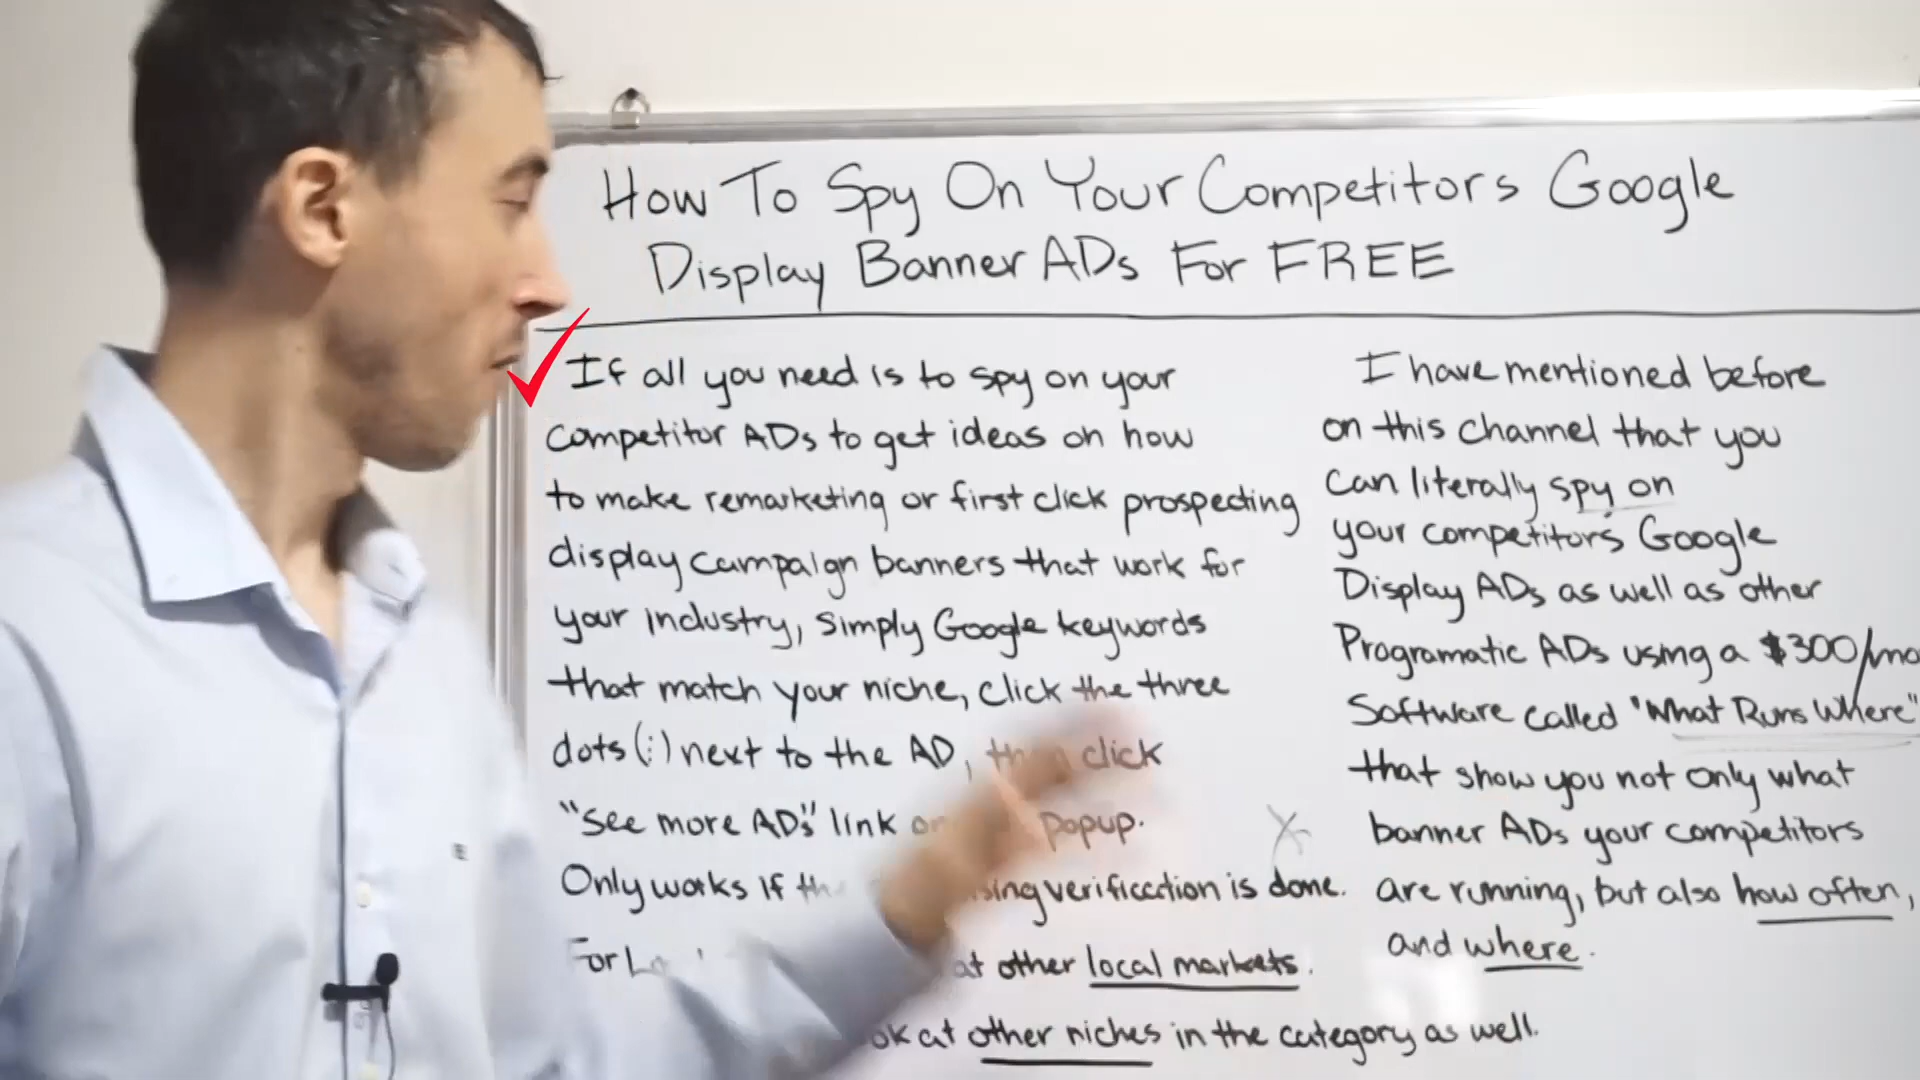 How To Spy On Your Competitors Google
Display Banner ADs For FREE
If all you need is to spy on your
competitor ADs to get ideas on how
to make remarketing or first click prospecting
display campaign banners that work for
your industry, simply Google keywords
that match your niche, click the three
dots (:) next to the AD, then click
"see more ADs" link on popup.
Only works if verification is done.
For at other local markets.
at other niches in the category as well.
I have mentioned before
on this channel that you
can literally spy on
your competitors Google
Display ADs as well as other
Programatic ADs using a $300/mo
Software called "What Runs Where"
that show you not only what
banner ADs your competitors
are running, but also how often,
and where.